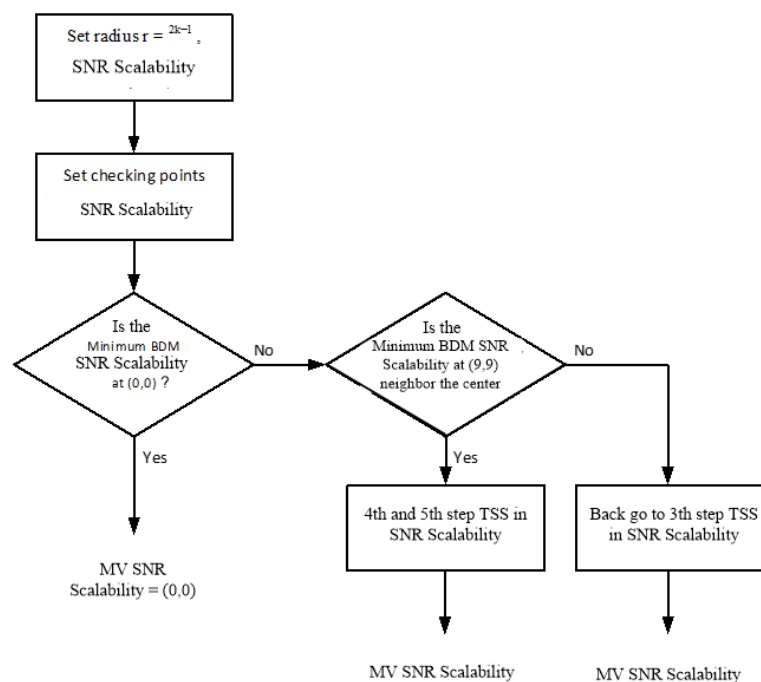 Set radius r = 2k−1 ,
SNR Scalability
Set checking points
SNR Scalability
Is the
Minimum BDM
SNR Scalability
at (0,0) ?
No
Yes
MV SNR
Scalability = (0,0)
Is the
Minimum BDM SNR
Scalability at (9,9)
neighbor the center
No
Yes
4th and 5th step TSS in
SNR Scalability
MV SNR Scalability
Back go to 3th step TSS
in SNR Scalability
MV SNR Scalability